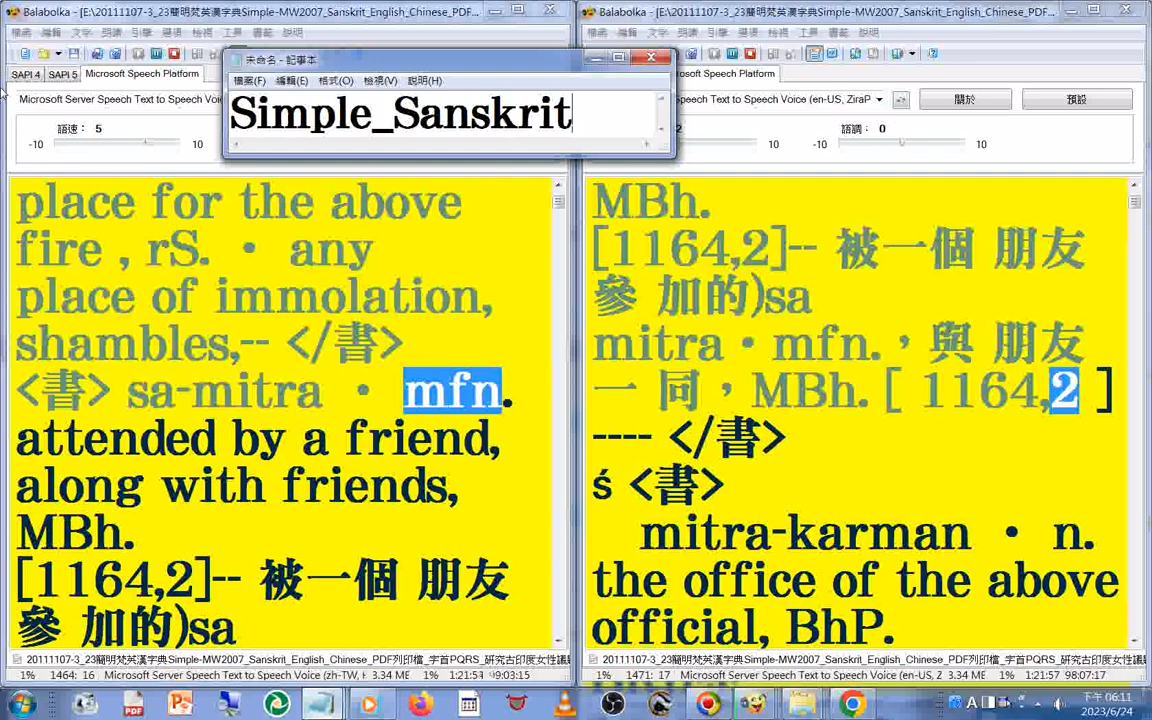 Balabolka - [E:\20111107-3_23簡明梵英漢字典Simple-MW2007_Sanskrit_English_Chinese_PDF...
Balabolka - [E:\20111107-3_23簡明梵英漢字典Simple-MW2007_Sanskrit_English_Chinese_PDF...
未命名 - 記事本
檔案(F) 編輯(E) 格式(O) 檢視(V) 說明(H)
Simple_Sanskrit
SAPI 4 SAPI 5 Microsoft Speech Platform
Speech Platform
Microsoft Server Speech Text to Speech Voi
Speech Text to Speech Voice (en-US, ZiraP
關於 預設
語速： 5
-10 10
2 語調： 0
10 -10 10
place for the above
fire , rS. • any
place of immolation,
shambles,-- </書>
<書> sa-mitra • mfn.
attended by a friend,
along with friends,
MBh.
[1164,2]-- 被一個 朋友
參 加的)sa
MBh.
[1164,2]-- 被一個 朋友
參 加的)sa
mitra・mfn.，與 朋友
一 同，MBh. [ 1164,2 ]
---- </書>
ś <書>
mitra-karman • n.
the office of the above
official, BhP.
20111107-3_23簡明梵英漢字典Simple-MW2007_Sanskrit_English_Chinese_PDF列印檔_字首PQRS_研究古印度女性議
20111107-3_23簡明梵英漢字典Simple-MW2007_Sanskrit_English_Chinese_PDF列印檔_字首PQRS_研究古印度女性議
1% 1464: 16 Microsoft Server Speech Text to Speech Voice (zh-TW, 3.34 ME 1% 1:21:5
1% 1471: 17 Microsoft Server Speech Text to Speech Voice (en-US, Z 3.34 ME 1% 1:21:57 98:07:17
下午 06:11
2023/6/24